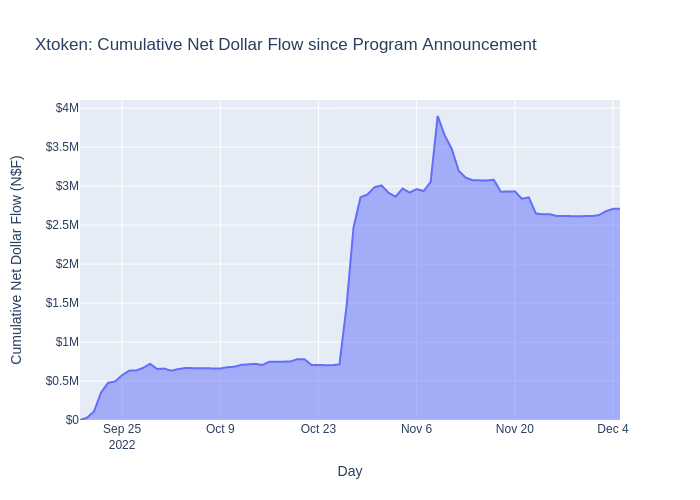 Xtoken: Cumulative Net Dollar Flow since Program Announcement
Cumulative Net Dollar Flow (N$F)
$4M
$3.5M
$3M
$2.5M
$2M
$1.5M
$1M
$0.5M
$0
Sep 25
2022
Oct 9
Oct 23
Nov 6
Nov 20
Dec 4
Day